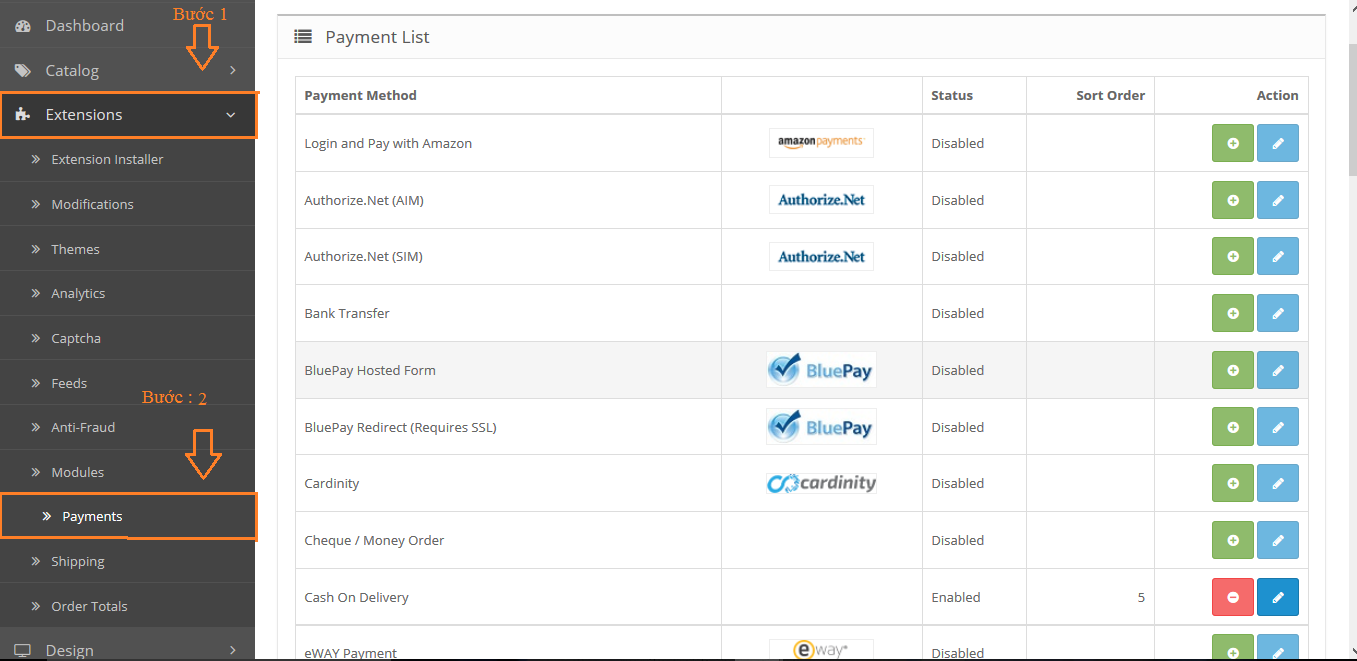 Dashboard
Bước 1
Catalog
Extensions
Extension Installer
Modifications
Themes
Analytics
Captcha
Feeds
Bước : 2
Anti-Fraud
Modules
Payments
Shipping
Order Totals
Design
Payment List
Payment Method Status Sort Order Action
Login and Pay with Amazon amazonpayments Disabled
Authorize.Net (AIM) Authorize.Net Disabled
Authorize.Net (SIM) Authorize.Net Disabled
Bank Transfer Disabled
BluePay Hosted Form BluePay Disabled
BluePay Redirect (Requires SSL) BluePay Disabled
Cardinity cardinity Disabled
Cheque / Money Order Disabled
Cash On Delivery Enabled 5
eWAY Payment eway Disabled